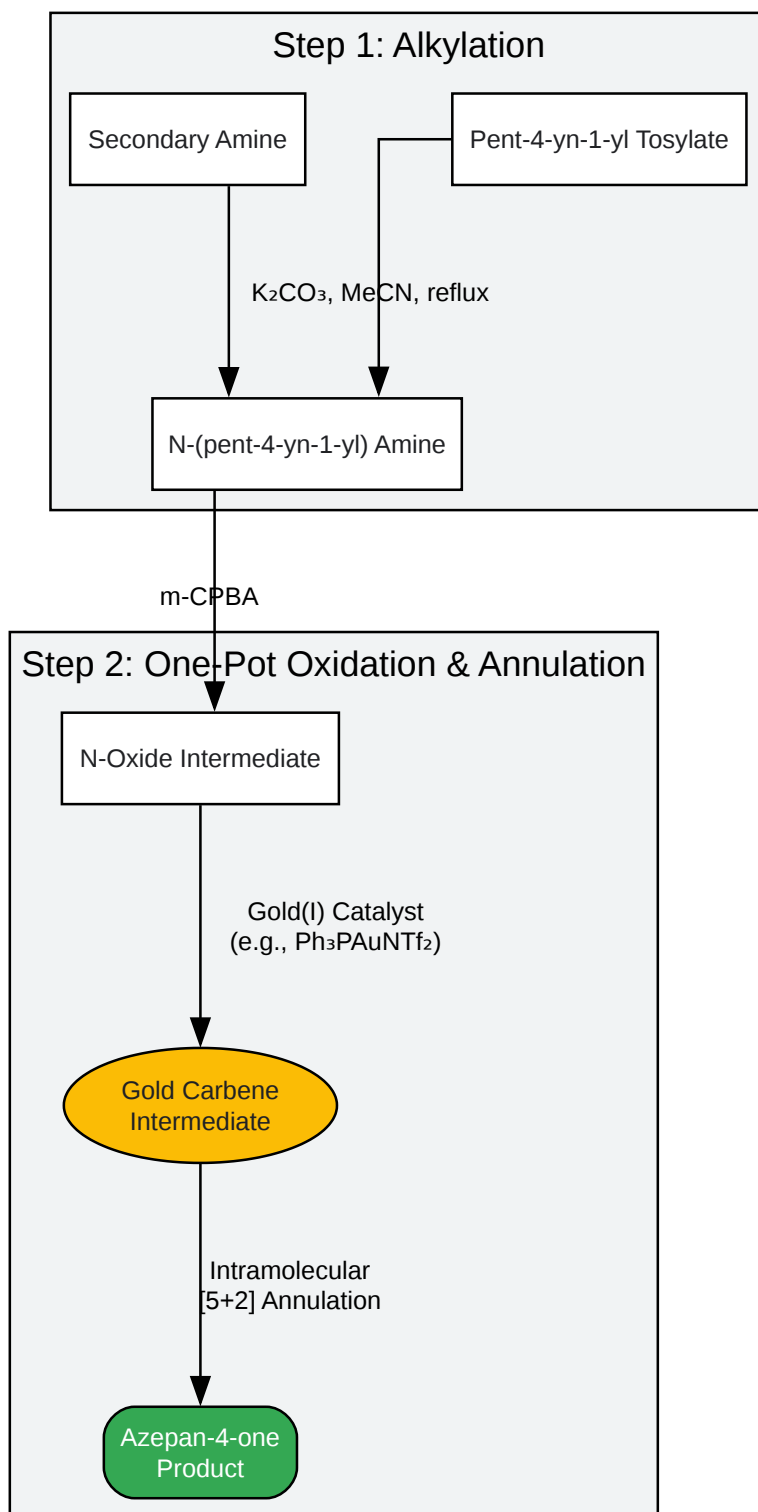 Step 1: Alkylation
Secondary Amine
Pent-4-yn-1-yl Tosylate
K₂CO₃, MeCN, reflux
N-(pent-4-yn-1-yl) Amine
m-CPBA
Step 2: One-Pot Oxidation & Annulation
N-Oxide Intermediate
Gold(I) Catalyst
(e.g., Ph₃PAuNTf₂)
Gold Carbene
Intermediate
Intramolecular
[5+2] Annulation
Azepan-4-one
Product